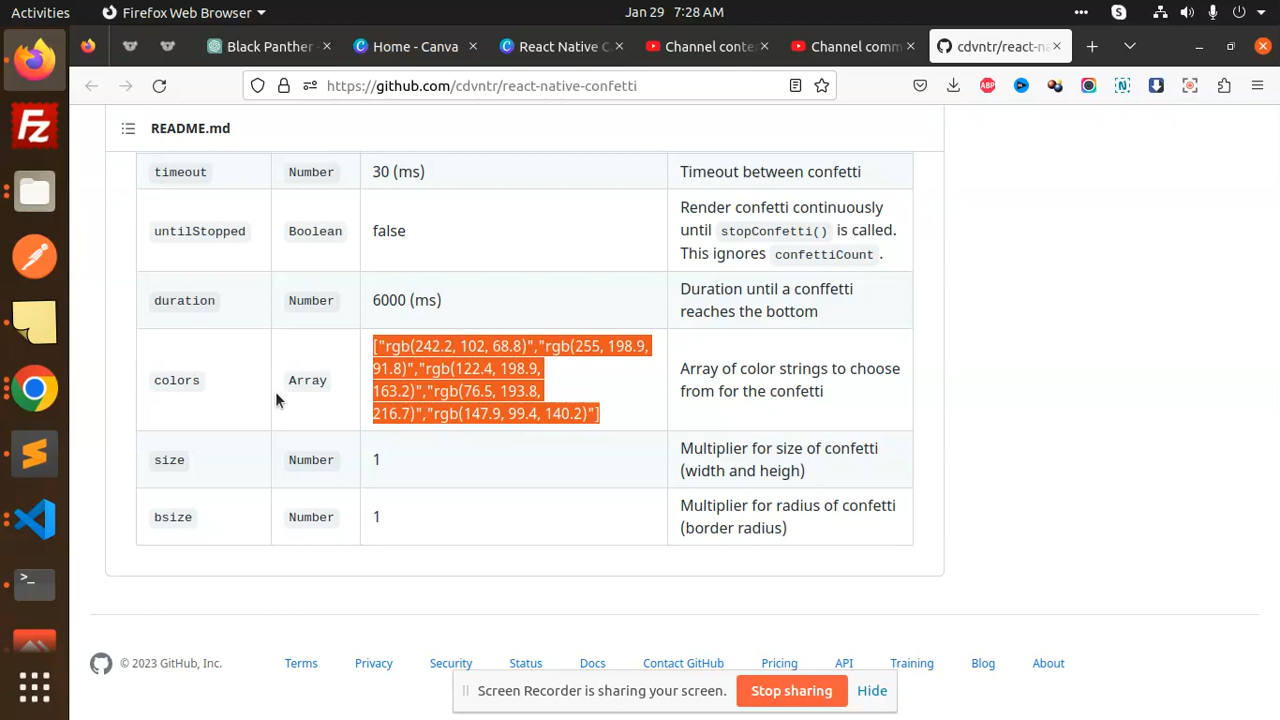 Activities
Firefox Web Browser
Jan 29 7:28 AM
Black Panther -
Home - Canva
React Native C
Channel conte
Channel comm
cdvntr/react-na
https://github.com/cdvntr/react-native-confetti
README.md
timeout Number 30 (ms) Timeout between confetti
untilStopped Boolean false Render confetti continuously
until stopConfetti() is called.
This ignores confettiCount.
duration Number 6000 (ms) Duration until a conffetti
reaches the bottom
colors Array ["rgb(242.2, 102, 68.8)","rgb(255, 198.9,
91.8)","rgb(122.4, 198.9,
163.2)","rgb(76.5, 193.8,
216.7)","rgb(147.9, 99.4, 140.2)"]
Array of color strings to choose
from for the confetti
size Number 1 Multiplier for size of confetti
(width and heigh)
bsize Number 1 Multiplier for radius of confetti
(border radius)
© 2023 GitHub, Inc. Terms Privacy Security Status Docs Contact GitHub Pricing API Training Blog About
Screen Recorder is sharing your screen. Stop sharing Hide